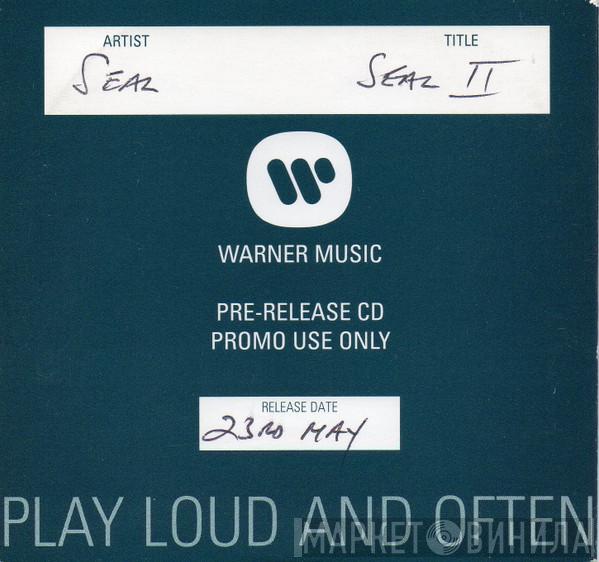 ARTIST TITLE
SEAL SEAL II
WARNER MUSIC
PRE-RELEASE CD
PROMO USE ONLY
RELEASE DATE
23RD MAY
PLAY LOUD AND OFTEN
МАРКЕТ ВИНИЛА